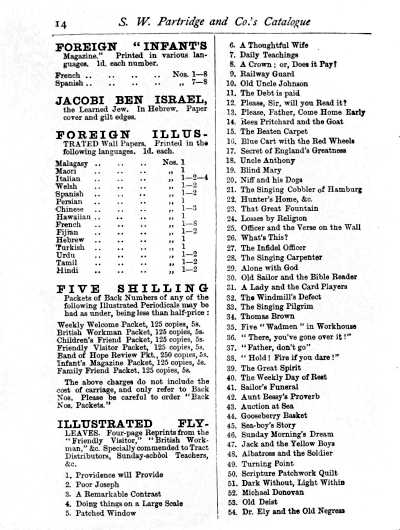 14
S. W. Partridge and Co.'s Catalogue
FOREIGN "INFANT'S
Magazine." Printed in various lan-
guages. 1d. each number.
French .. .. .. .. Nos. 1—8
Spanish .. .. .. .. „ 7—8
JACOBI BEN ISRAEL,
the Learned Jew. In Hebrew. Paper
cover and gilt edges.
FOREIGN ILLUS-
TRATED Wall Papers. Printed in the
following languages. 1d. each.
Malagasy .. .. .. Nos. 1
Maori .. .. .. „ 1
Italian .. .. .. „ 1—2—4
Welsh .. .. .. „ 1—2
Spanish .. .. .. „ 1—2
Persian .. .. .. „ 1
Chinese .. .. .. „ 1—3
Hawaiian .. .. .. „ 1
French .. .. .. „ 1—8
Fijian .. .. .. „ 1—2
Hebrew .. .. .. „ 1
Turkish .. .. .. „ 1
Urdu .. .. .. „ 1—2
Tamil .. .. .. „ 1—2
Hindi .. .. .. „ 1—2
FIVE SHILLING
Packets of Back Numbers of any of the
following Illustrated Periodicals may be
had as under, being less than half-price:
Weekly Welcome Packet, 125 copies, 5s.
British Workman Packet, 125 copies, 5s.
Children's Friend Packet, 125 copies, 5s.
Friendly Visitor Packet, 125 copies, 5s.
Band of Hope Review Pkt., 250 copies, 5s.
Infant's Magazine Packet, 125 copies, 5s.
Family Friend Packet, 125 copies, 5s.
The above charges do not include the
cost of carriage, and only refer to Back
Nos. Please be careful to order "Back
Nos. Packets."
ILLUSTRATED FLY-
LEAVES. Four-page Reprints from the
"Friendly Visitor," "British Work-
man," &c. Specially commended to Tract
Distributors, Sunday-school Teachers,
&c.
1. Providence will Provide
2. Poor Joseph
3. A Remarkable Contrast
4. Doing things on a Large Scale
5. Patched Window
6. A Thoughtful Wife
7. Daily Teachings
8. A Crown; or, Does it Pay?
9. Railway Guard
10. Old Uncle Johnson
11. The Debt is paid
12. Please, Sir, will you Read it?
13. Please, Father, Come Home Early
14. Rees Pritchard and the Goat
15. The Beaten Carpet
16. Blue Cart with the Red Wheels
17. Secret of England's Greatness
18. Uncle Anthony
19. Blind Mary
20. Niff and his Dogs
21. The Singing Cobbler of Hamburg
22. Hunter's Home, &c.
23. That Great Fountain
24. Losses by Religion
25. Officer and the Verse on the Wall
26. What's This?
27. The Infidel Officer
28. The Singing Carpenter
29. Alone with God
30. Old Sailor and the Bible Reader
31. A Lady and the Card Players
32. The Windmill's Defect
33. The Singing Pilgrim
34. Thomas Brown
35. Five "Wadmen" in Workhouse
36. "There, you've gone over it!"
37. "Father, don't go"
38. "Hold! Fire if you dare!"
39. The Great Spirit
40. The Weekly Day of Rest
41. Sailor's Funeral
42. Aunt Bessy's Proverb
43. Auction at Sea
44. Gooseberry Basket
45. Sea-boy's Story
46. Sunday Morning's Dream
47. Jack and the Yellow Boys
48. Albatross and the Soldier
49. Turning Point
50. Scripture Patchwork Quilt
51. Dark Without, Light Within
52. Michael Donovan
53. Old Deist
54. Dr. Ely and the Old Negress